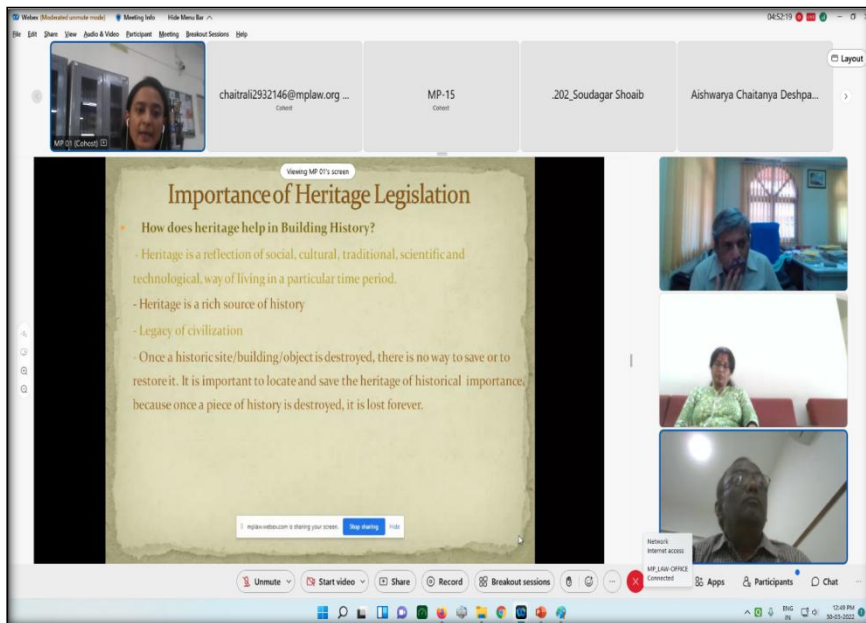 Webex (Moderated unmute mode) Meeting Info Hide Menu Bar 04:52:19
File Edit Share View Audio & Video Participant Meeting Breakout Sessions Help
Layout
chaitrali2932146@mplaw.org ...
Cohost
MP-15
Cohost
.202_Soudagar Shoaib
Aishwarya Chaitanya Deshpa...
MP 01 (Cohost)
Viewing MP 01's screen
Importance of Heritage Legislation
How does heritage help in Building History?
- Heritage is a reflection of social, cultural, traditional, scientific and
technological, way of living in a particular time period.
- Heritage is a rich source of history
- Legacy of civilization
- Once a historic site/building/object is destroyed, there is no way to save or to
restore it. It is important to locate and save the heritage of historical importance,
because once a piece of history is destroyed, it is lost forever.
mplaw.webex.com is sharing your screen. Stop sharing Hide
Network
Internet access
MP_LAW-OFFICE
Connected
Unmute Start video Share Record Breakout sessions Apps Participants Chat
ENG
IN
12:49 PM
30-03-2022